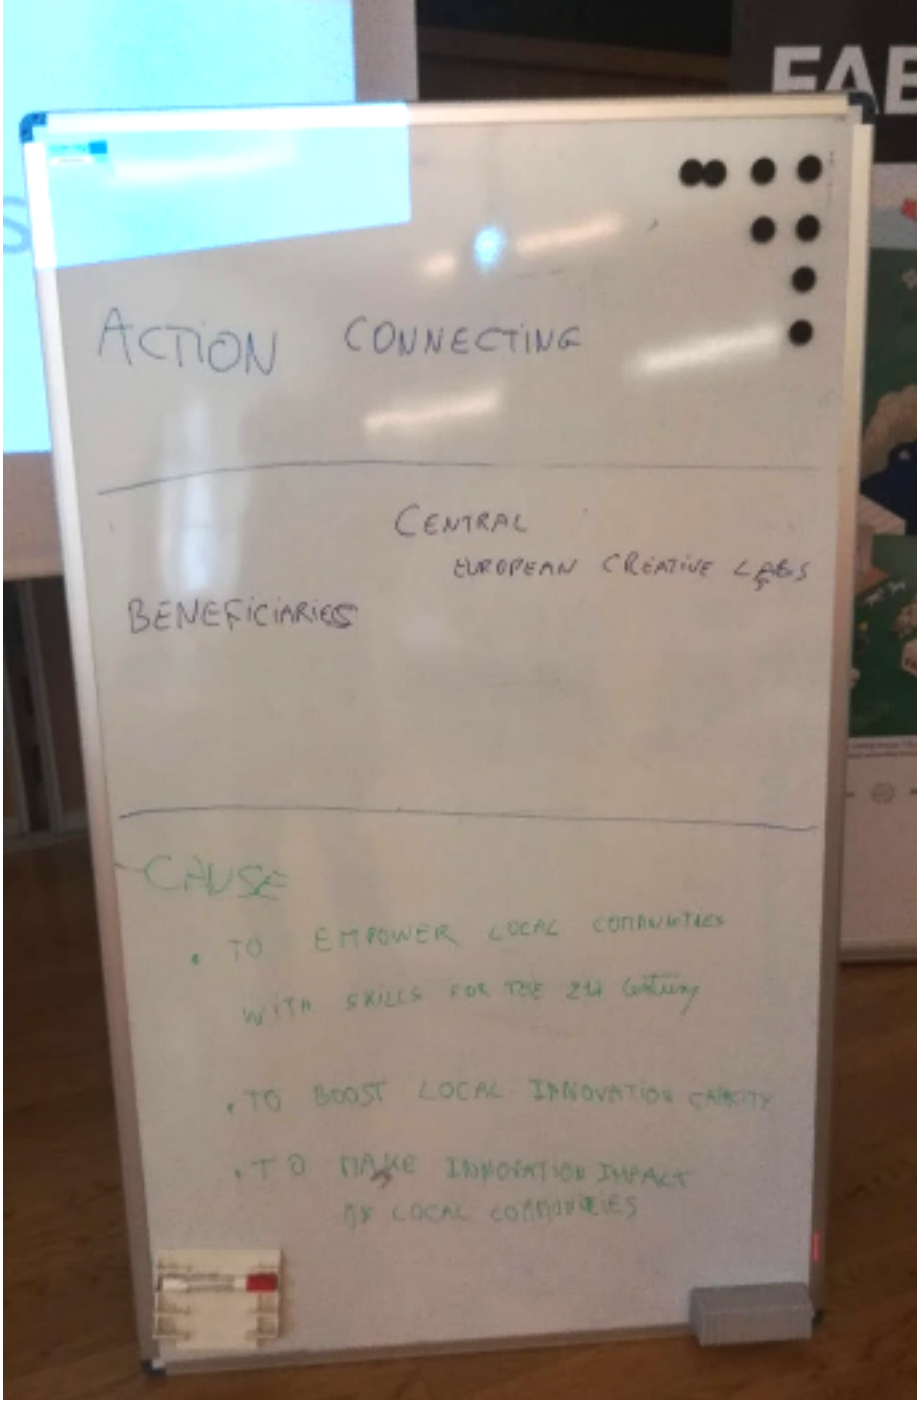 FAB
S
ACTION CONNECTING
CENTRAL
EUROPEAN CREATIVE LABS
BENEFICIARIES
CAUSE
• TO EMPOWER LOCAL COMMUNITIES
WITH SKILLS FOR THE 21st Century
• TO BOOST LOCAL INNOVATION CAPACITY
• TO MAKE INNOVATION IMPACT
ON LOCAL COMMUNITIES